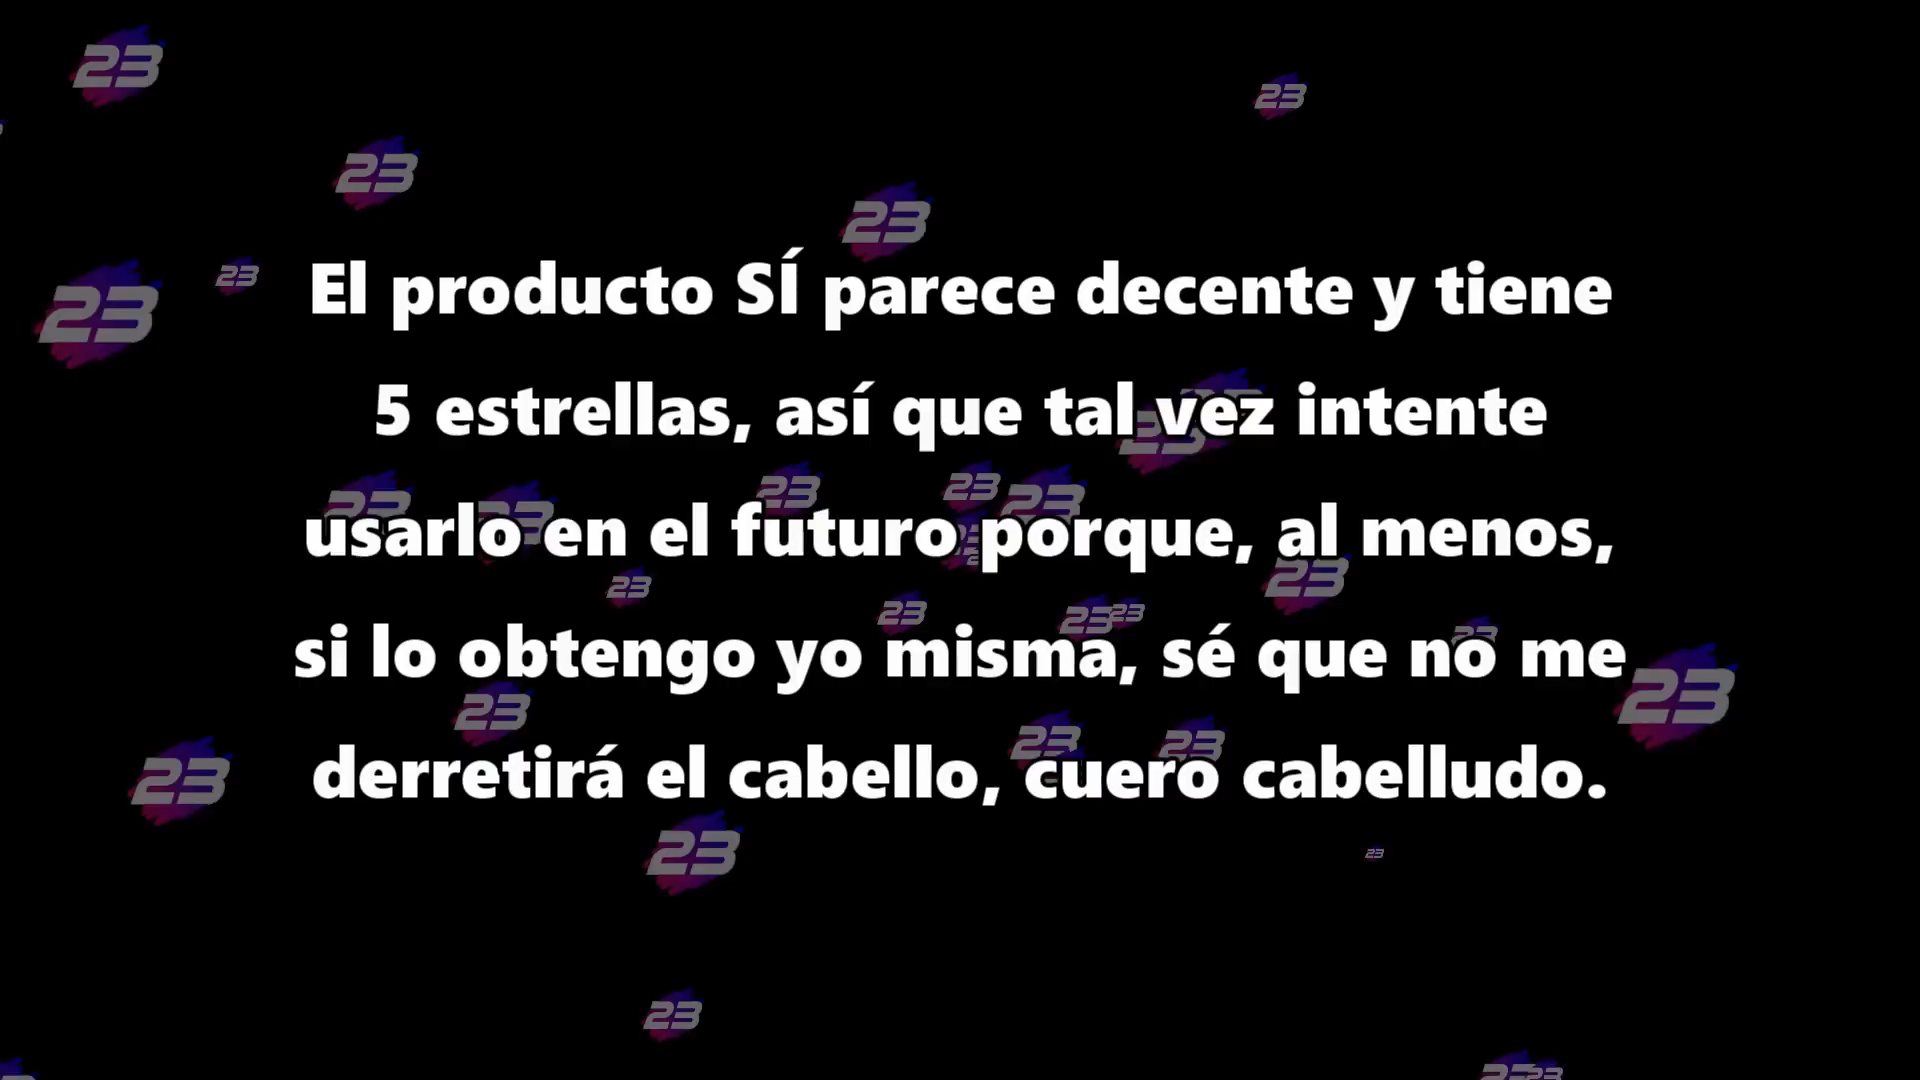 El producto SÍ parece decente y tiene
5 estrellas, así que tal vez intente
usarlo en el futuro porque, al menos,
si lo obtengo yo misma, sé que no me
derretirá el cabello, cuero cabelludo.